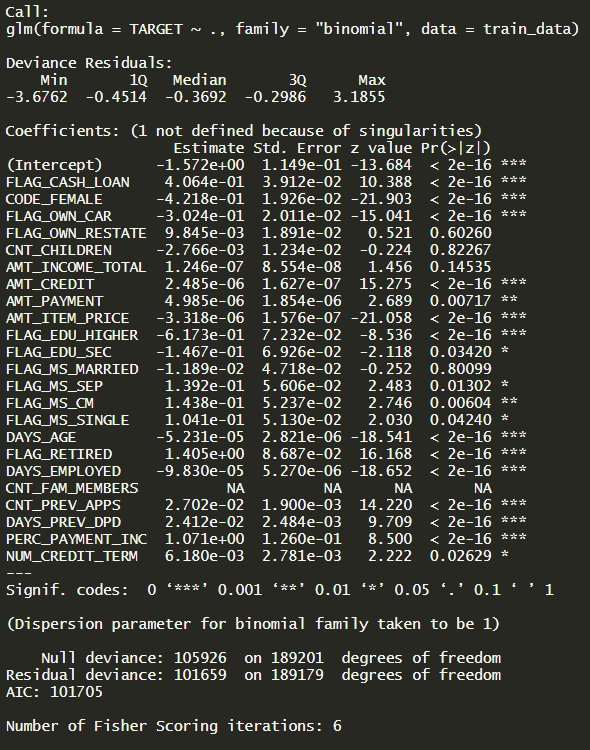 Call:
glm(formula = TARGET ~ ., family = "binomial", data = train_data)
Deviance Residuals:
    Min       1Q   Median       3Q      Max
-3.6762  -0.4514  -0.3692  -0.2986   3.1855
Coefficients: (1 not defined because of singularities)
                  Estimate Std. Error z value Pr(>|z|)
(Intercept)     -1.572e+00  1.149e-01 -13.684  < 2e-16 ***
FLAG_CASH_LOAN   4.064e-01  3.912e-02  10.388  < 2e-16 ***
CODE_FEMALE     -4.218e-01  1.926e-02 -21.903  < 2e-16 ***
FLAG_OWN_CAR    -3.024e-01  2.011e-02 -15.041  < 2e-16 ***
FLAG_OWN_RESTATE  9.845e-03  1.891e-02   0.521  0.60260
CNT_CHILDREN    -2.766e-03  1.234e-02  -0.224  0.82267
AMT_INCOME_TOTAL  1.246e-07  8.554e-08   1.456  0.14535
AMT_CREDIT       2.485e-06  1.627e-07  15.275  < 2e-16 ***
AMT_PAYMENT      4.985e-06  1.854e-06   2.689  0.00717 **
AMT_ITEM_PRICE  -3.318e-06  1.576e-07 -21.058  < 2e-16 ***
FLAG_EDU_HIGHER -6.173e-01  7.232e-02  -8.536  < 2e-16 ***
FLAG_EDU_SEC    -1.467e-01  6.926e-02  -2.118  0.03420 *
FLAG_MS_MARRIED -1.189e-02  4.718e-02  -0.252  0.80099
FLAG_MS_SEP      1.392e-01  5.606e-02   2.483  0.01302 *
FLAG_MS_CM       1.438e-01  5.237e-02   2.746  0.00604 **
FLAG_MS_SINGLE   1.041e-01  5.130e-02   2.030  0.04240 *
DAYS_AGE        -5.231e-05  2.821e-06 -18.541  < 2e-16 ***
FLAG_RETIRED     1.405e+00  8.687e-02  16.168  < 2e-16 ***
DAYS_EMPLOYED   -9.830e-05  5.270e-06 -18.652  < 2e-16 ***
CNT_FAM_MEMBERS         NA         NA      NA       NA
CNT_PREV_APPS    2.702e-02  1.900e-03  14.220  < 2e-16 ***
DAYS_PREV_DPD    2.412e-02  2.484e-03   9.709  < 2e-16 ***
PERC_PAYMENT_INC  1.071e+00  1.260e-01   8.500  < 2e-16 ***
NUM_CREDIT_TERM  6.180e-03  2.781e-03   2.222  0.02629 *
---
Signif. codes:  0 ‘***’ 0.001 ‘**’ 0.01 ‘*’ 0.05 ‘.’ 0.1 ‘ ’ 1
(Dispersion parameter for binomial family taken to be 1)
    Null deviance: 105926  on 189201  degrees of freedom
Residual deviance: 101659  on 189179  degrees of freedom
AIC: 101705
Number of Fisher Scoring iterations: 6